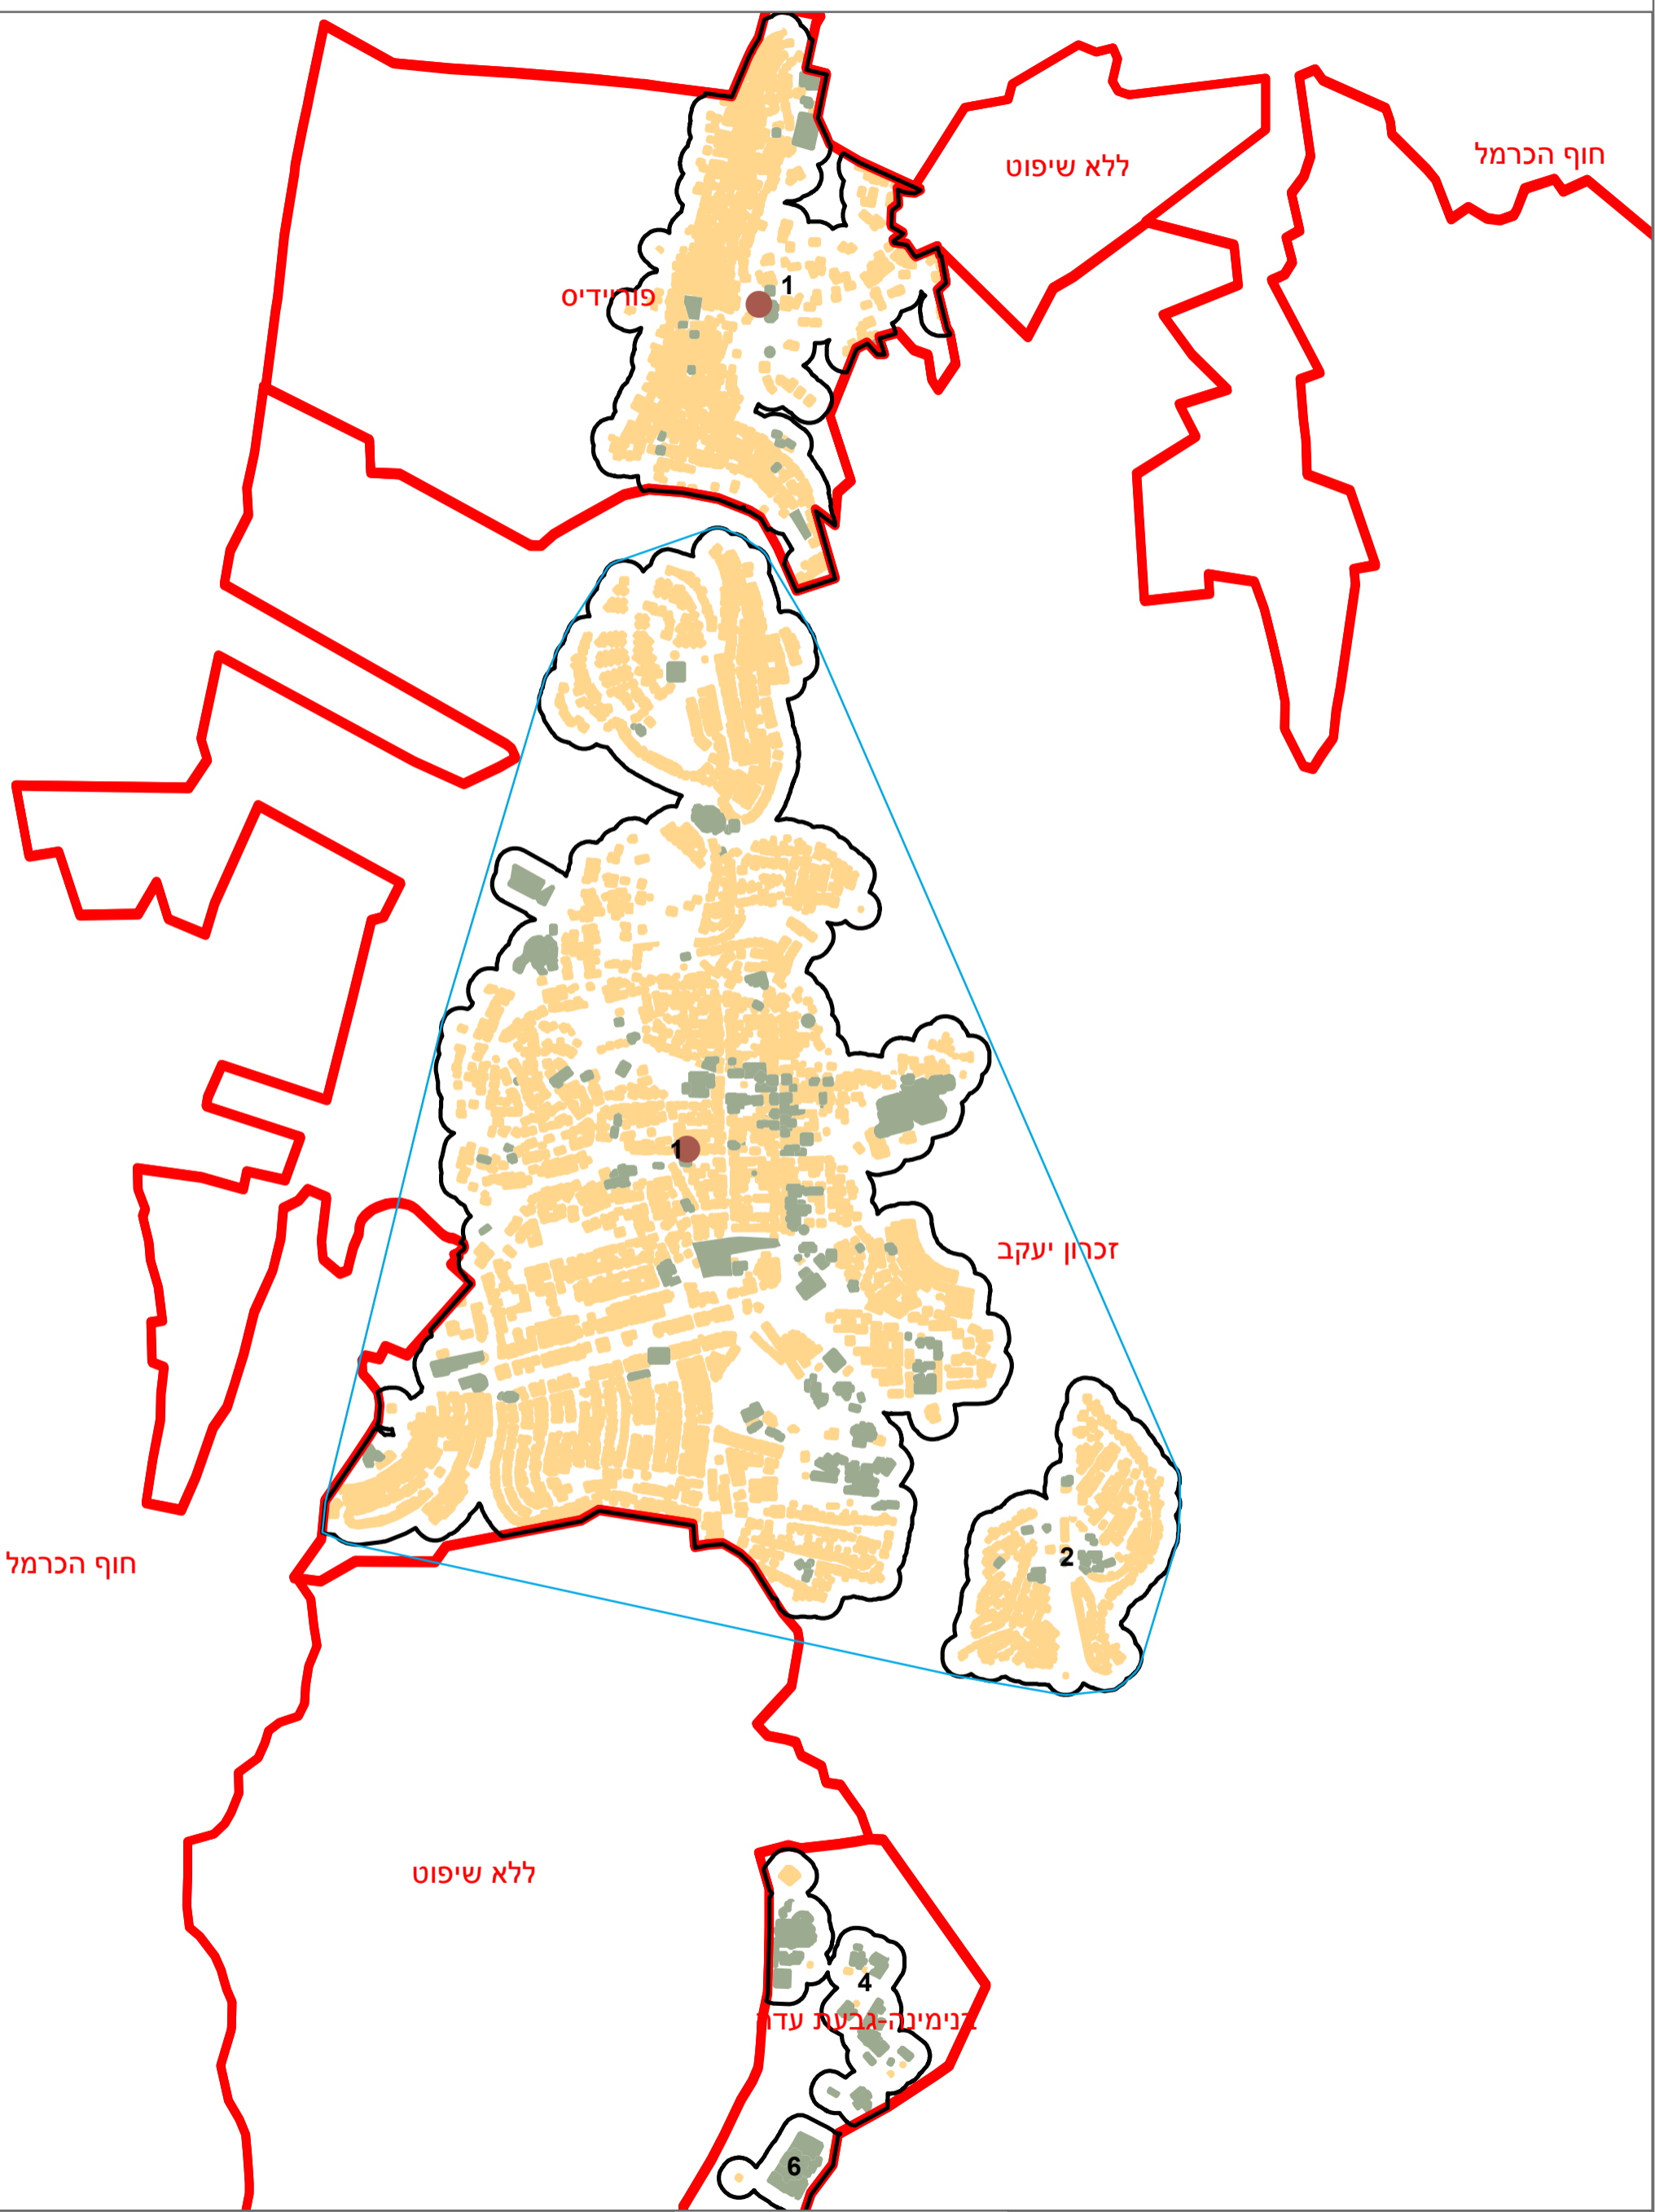 חוף הכרמל
ללא שיפוט
1
פוריידיס
1
זכרון יעקב
2
חוף הכרמל
ללא שיפוט
4
בנימינה-גבעת עדה
6